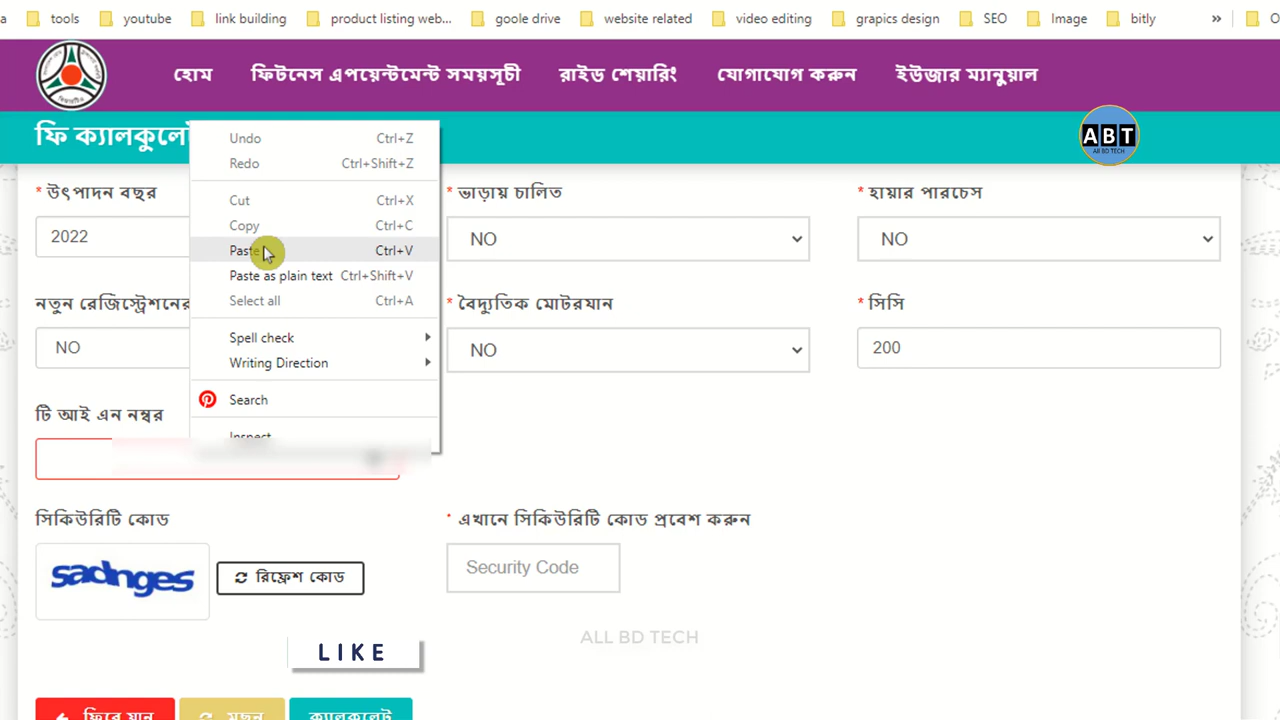 a tools youtube link building product listing web... goole drive website related video editing grapics design SEO Image bitly » O
হোম ফিটনেস এপয়েন্টমেন্ট সময়সূচী রাইড শেয়ারিং যোগাযোগ করুন ইউজার ম্যানুয়াল
ABT
All BD TECH
ফি ক্যালকুলে
Undo Ctrl+Z
Redo Ctrl+Shift+Z
Cut Ctrl+X
Copy Ctrl+C
Paste Ctrl+V
Paste as plain text Ctrl+Shift+V
Select all Ctrl+A
Spell check
Writing Direction
Search
Inspect
* উৎপাদন বছর * ভাড়ায় চালিত * হায়ার পারচেস
2022 NO NO
নতুন রেজিস্ট্রেশনের * বৈদ্যুতিক মোটরযান * সিসি
NO NO 200
টি আই এন নম্বর
সিকিউরিটি কোড * এখানে সিকিউরিটি কোড প্রবেশ করুন
sadnges রিফ্রেশ কোড Security Code
ALL BD TECH
LIKE
ফিরে যান মুছুন ক্যালকুলেট